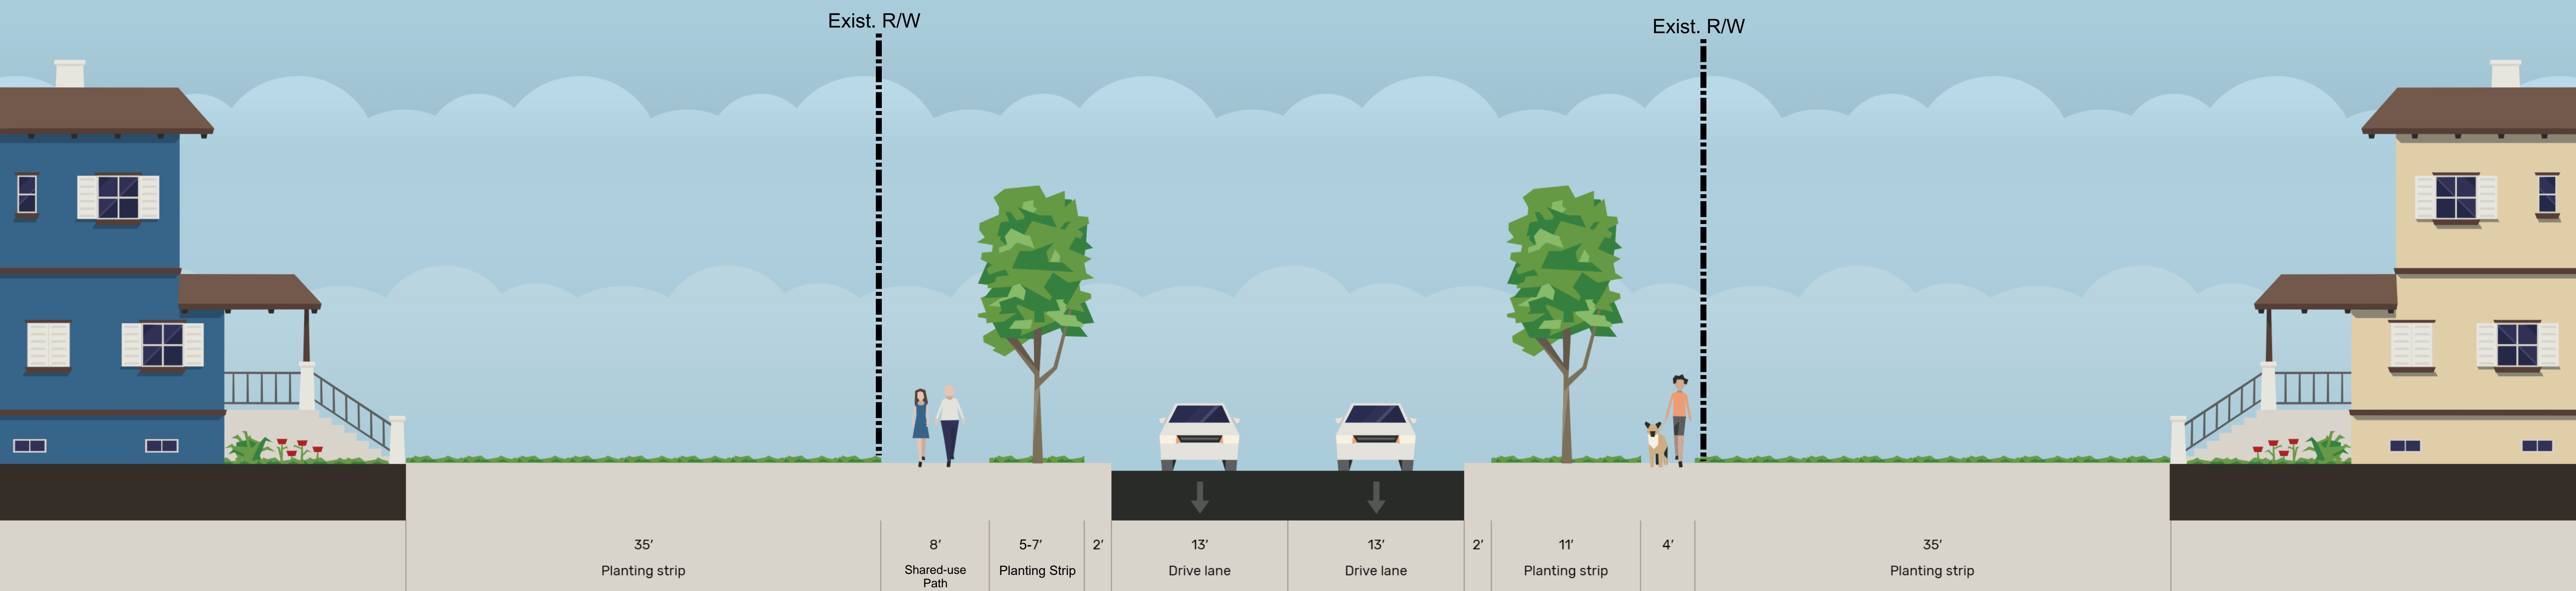 Exist. R/W
Exist. R/W
35’
8’
5-7’
2’
13’
13’
2’
11’
4’
35’
Planting strip
Shared-use
Path
Planting Strip
Drive lane
Drive lane
Planting strip
Planting strip